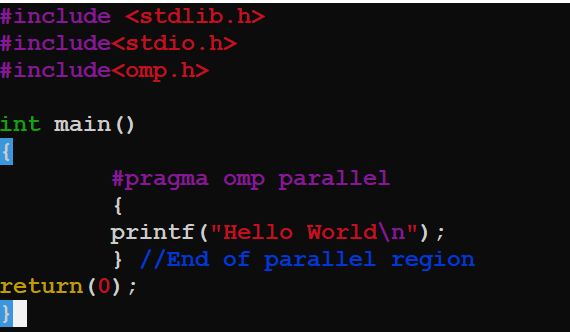 #include <stdlib.h>
#include<stdio.h>
#include<omp.h>
int main()
{
#pragma omp parallel
{
printf("Hello World\n");
} //End of parallel region
return(0);
}